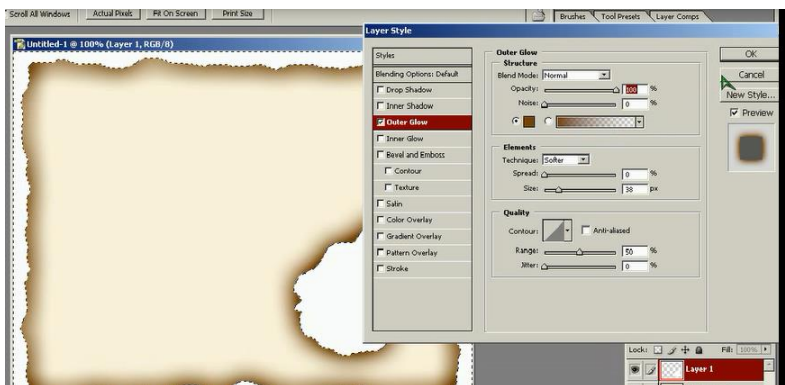 Scroll All Windows Actual Pixels Fit On Screen Print Size
Brushes Tool Presets Layer Comps
Untitled-1 @ 100% (Layer 1, RGB/8)
Layer Style
Styles
Blending Options: Default
Drop Shadow
Inner Shadow
Outer Glow
Inner Glow
Bevel and Emboss
Contour
Texture
Satin
Color Overlay
Gradient Overlay
Pattern Overlay
Stroke
Outer Glow
Structure
Blend Mode: Normal
Opacity: 100 %
Noise: 0 %
Elements
Technique: Softer
Spread: 0 %
Size: 38 px
Quality
Contour: Anti-aliased
Range: 50 %
Jitter: 0 %
OK
Cancel
New Style...
Preview
Lock: Fill: 100%
Layer 1